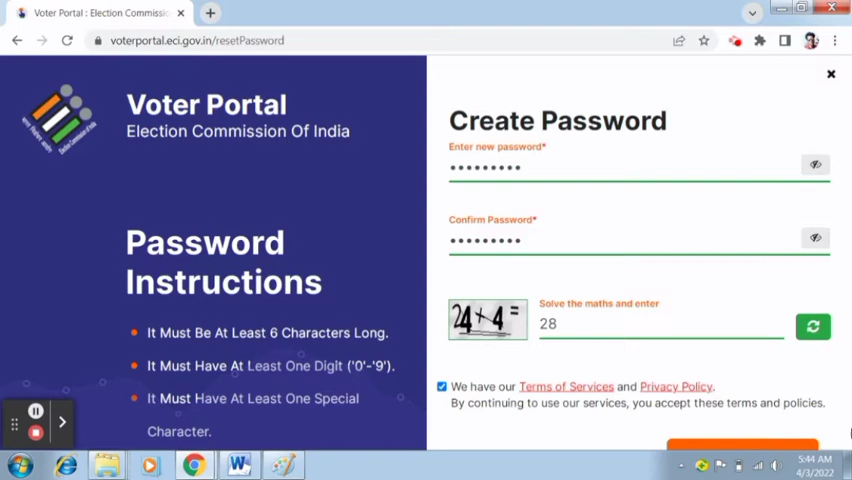 Voter Portal : Election Commissio
voterportal.eci.gov.in/resetPassword
Voter Portal
Election Commission Of India
Password
Instructions
It Must Be At Least 6 Characters Long.
It Must Have At Least One Digit ('0'-'9').
It Must Have At Least One Special
Character.
Create Password
Enter new password*
•••••••••
Confirm Password*
•••••••••
24+4=
Solve the maths and enter
28
We have our Terms of Services and Privacy Policy.
By continuing to use our services, you accept these terms and policies.
5:44 AM
4/3/2022